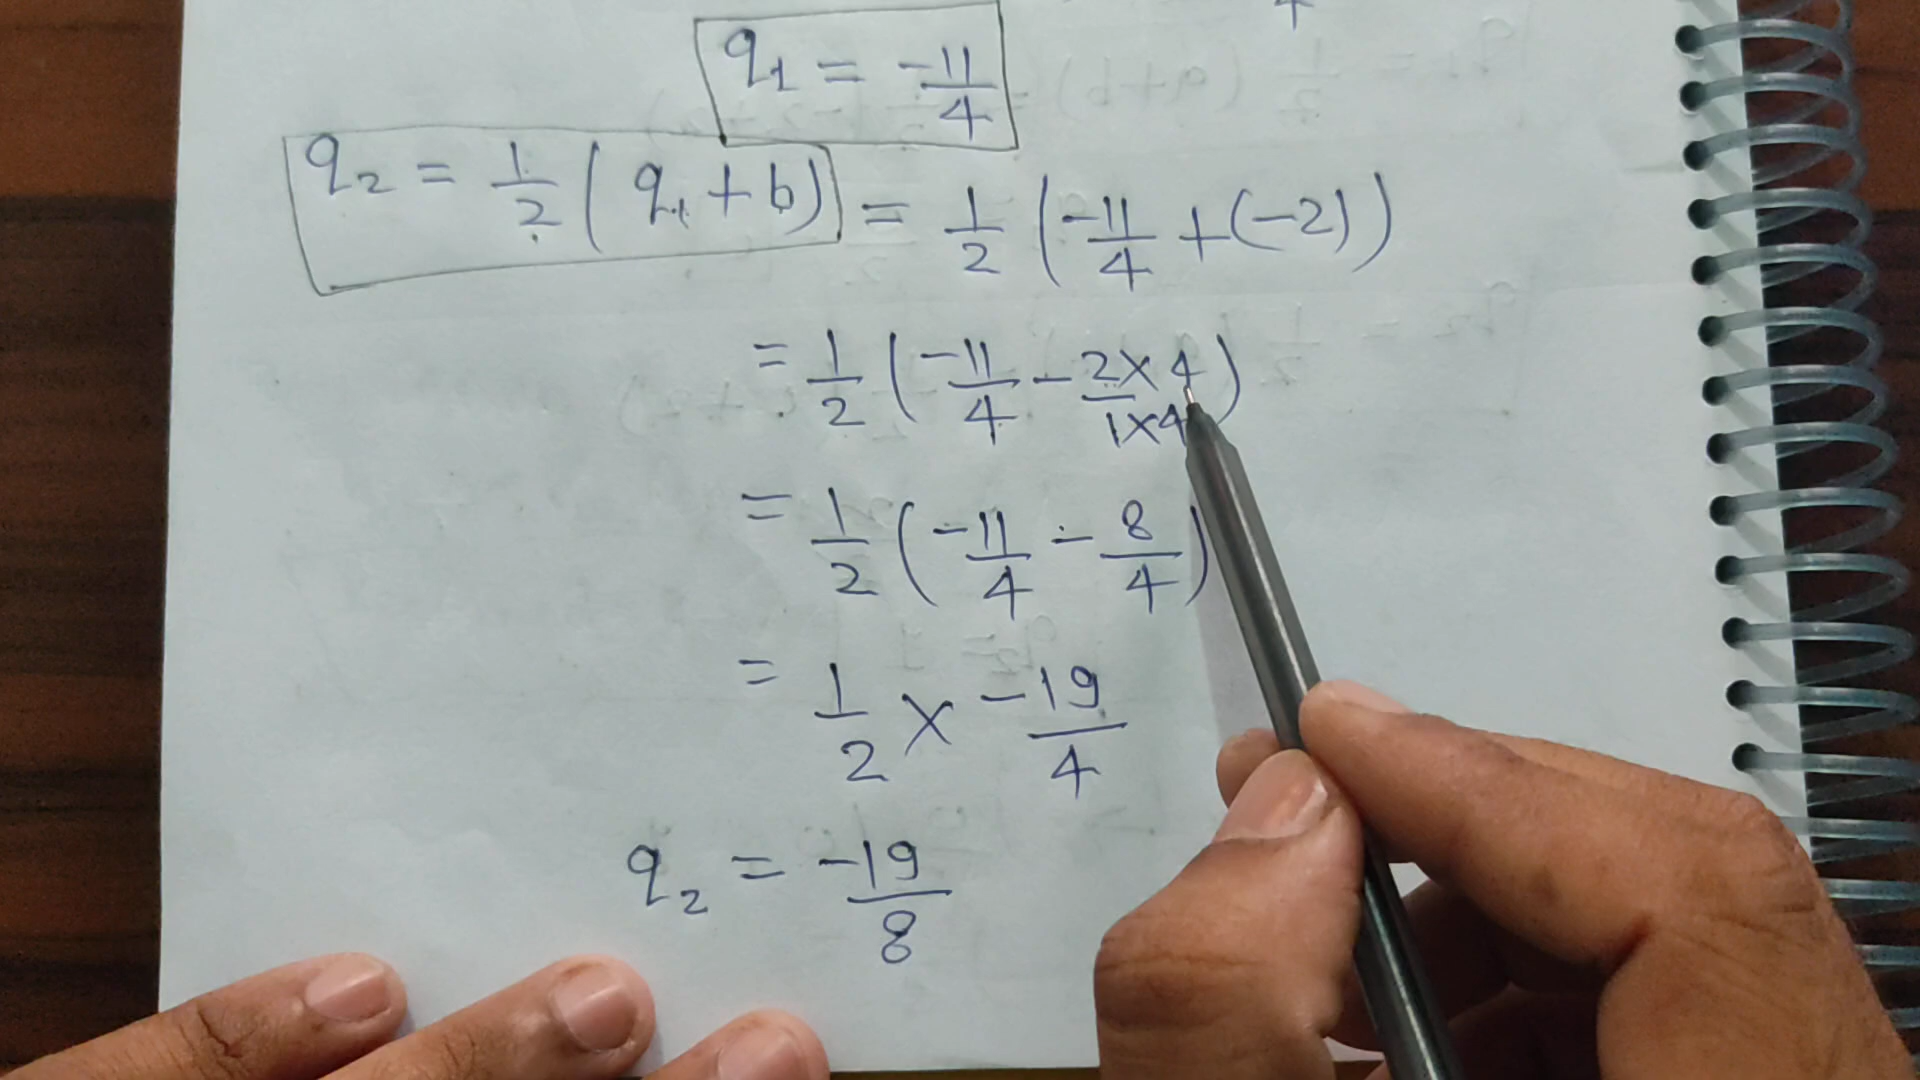 q₁ = -11/4
q₂ = 1/2 ( q₁ + b) = 1/2 ( -11/4 + (-2) )
= 1/2 ( -11/4 - 2×4/1×4 )
= 1/2 ( -11/4 - 8/4 )
= 1/2 × -19/4
q₂ = -19/8